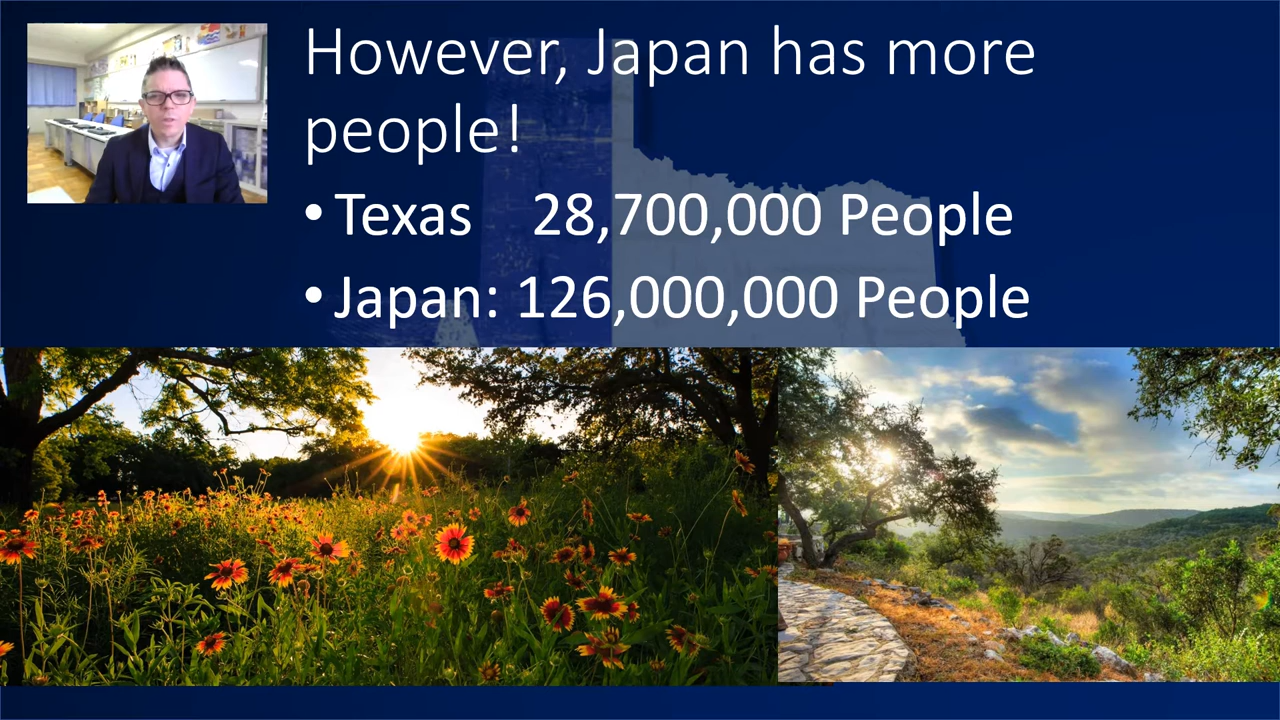 However, Japan has more
people!
• Texas 28,700,000 People
• Japan: 126,000,000 People